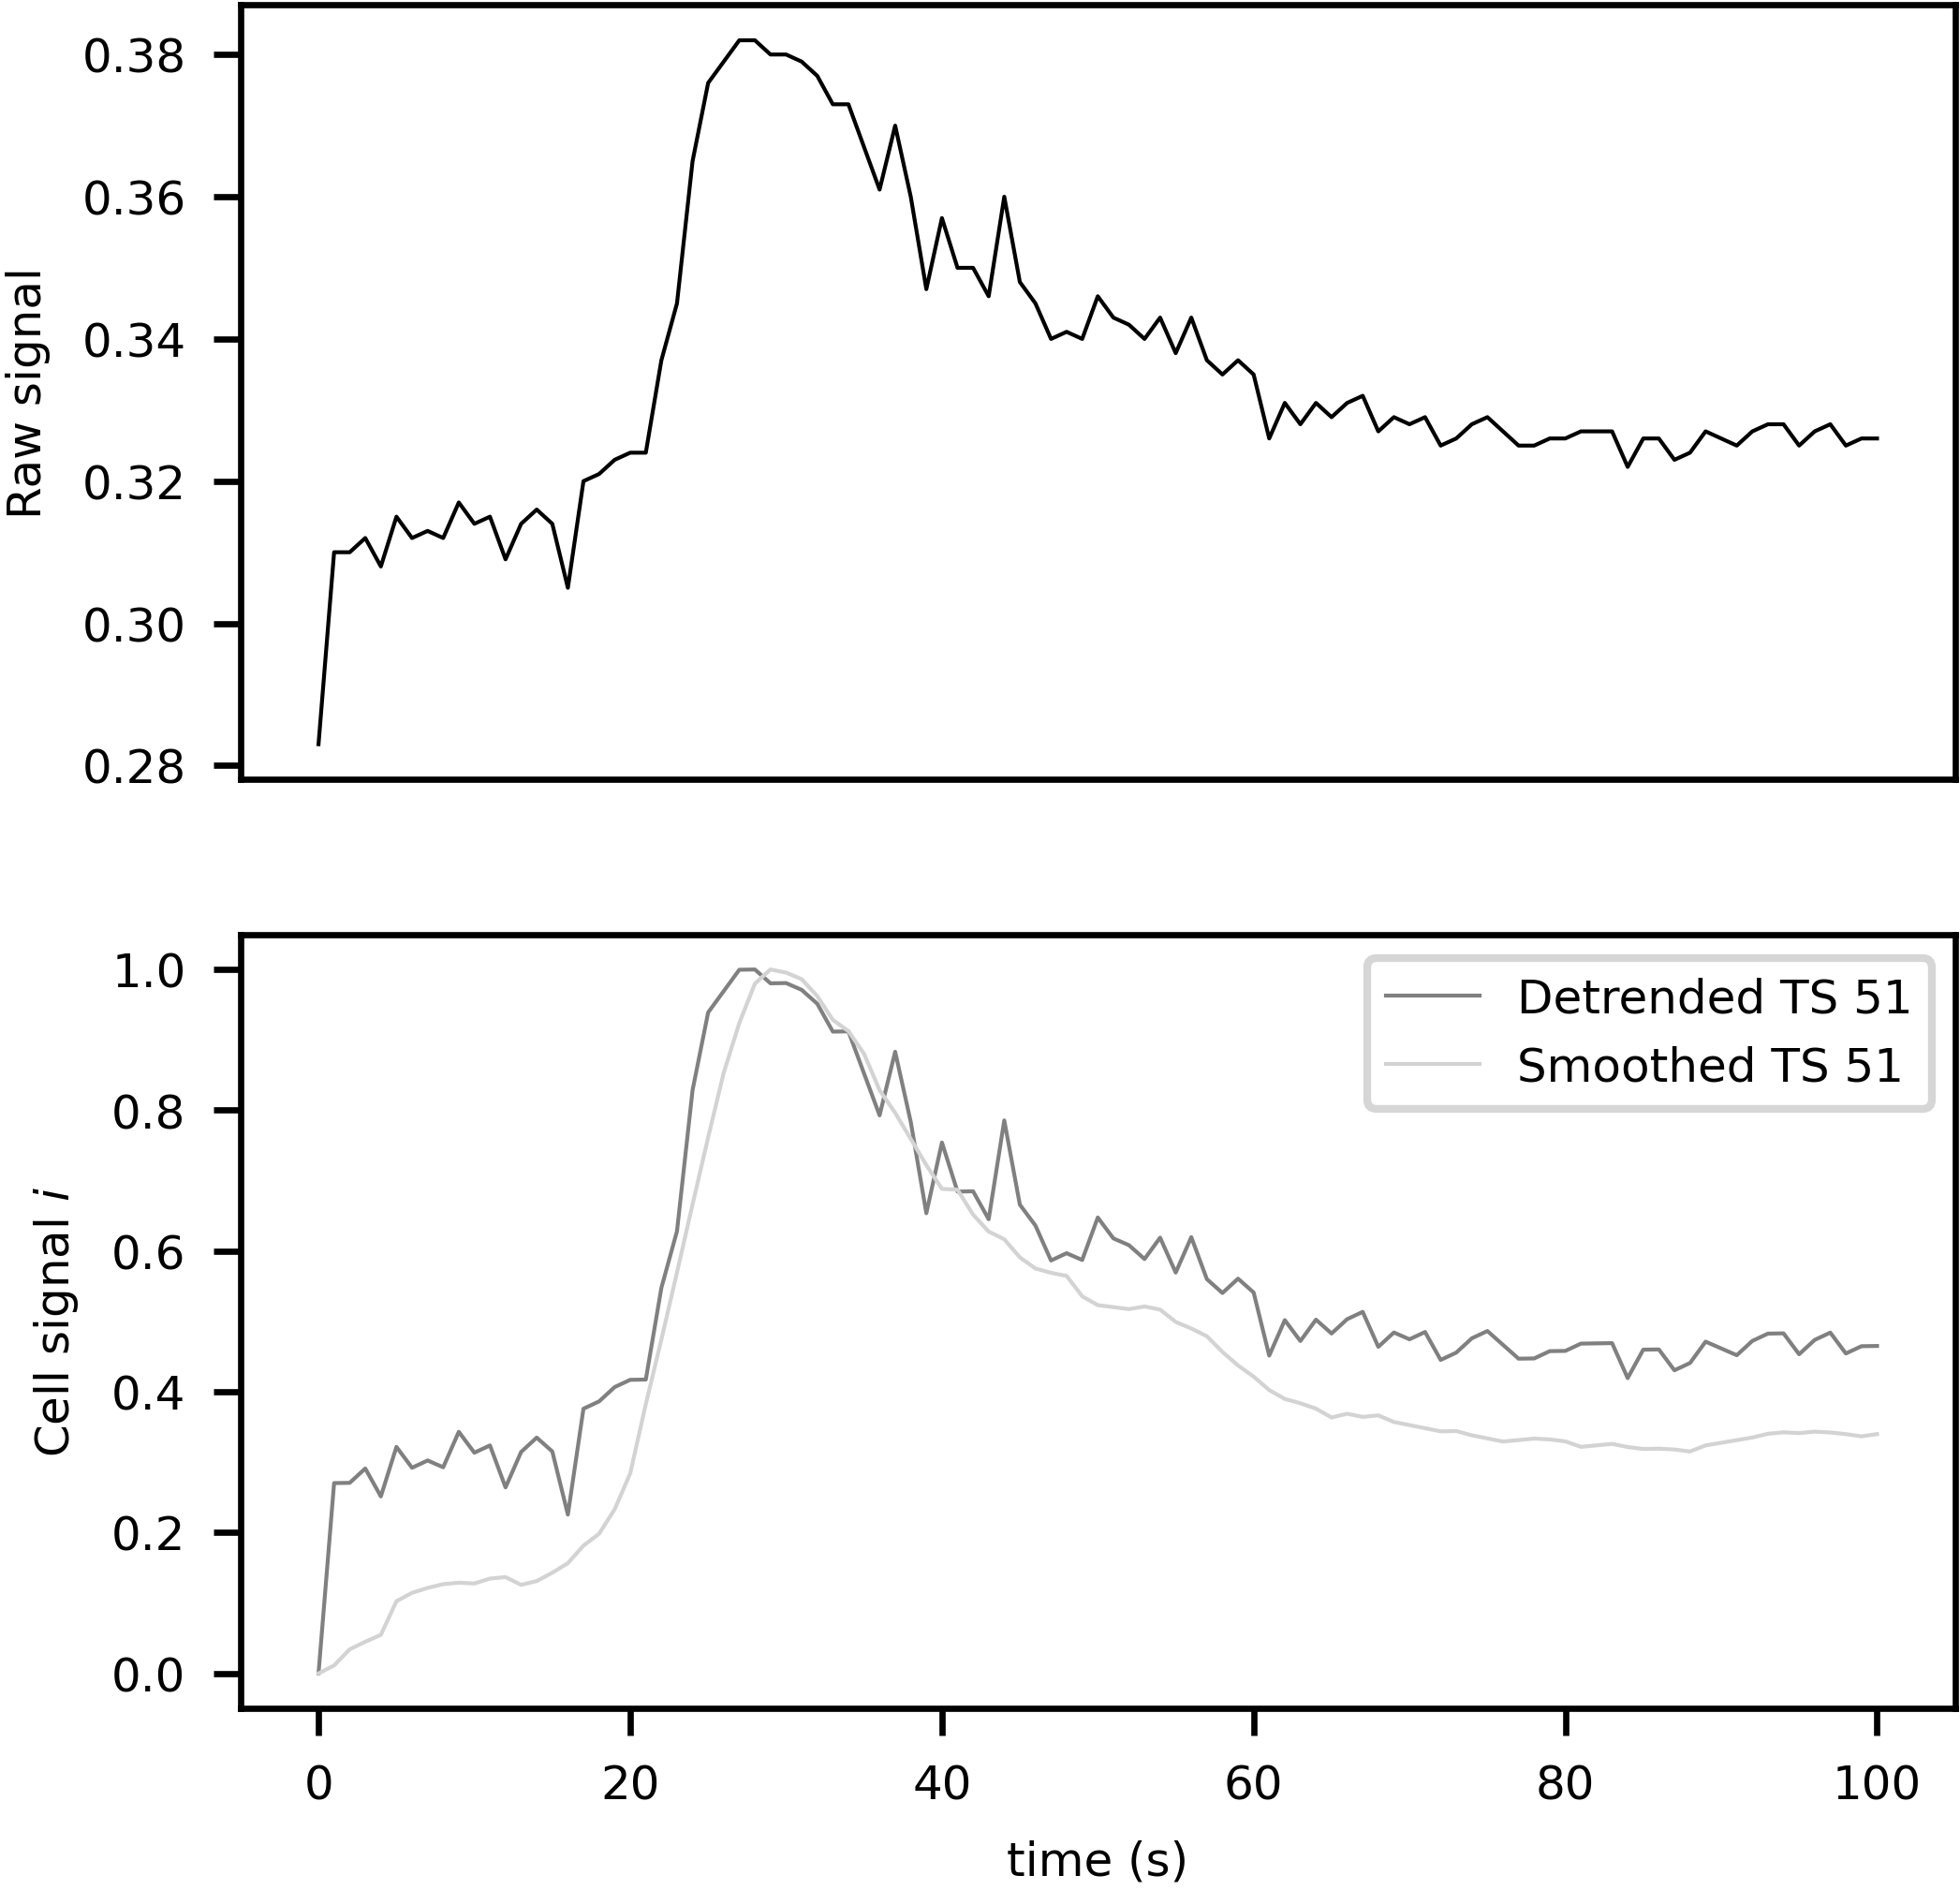 Raw signal
0.38
0.36
0.34
0.32
0.30
0.28
Cell signal i
1.0
0.8
0.6
0.4
0.2
0.0
Detrended TS 51
Smoothed TS 51
0 20 40 60 80 100
time (s)